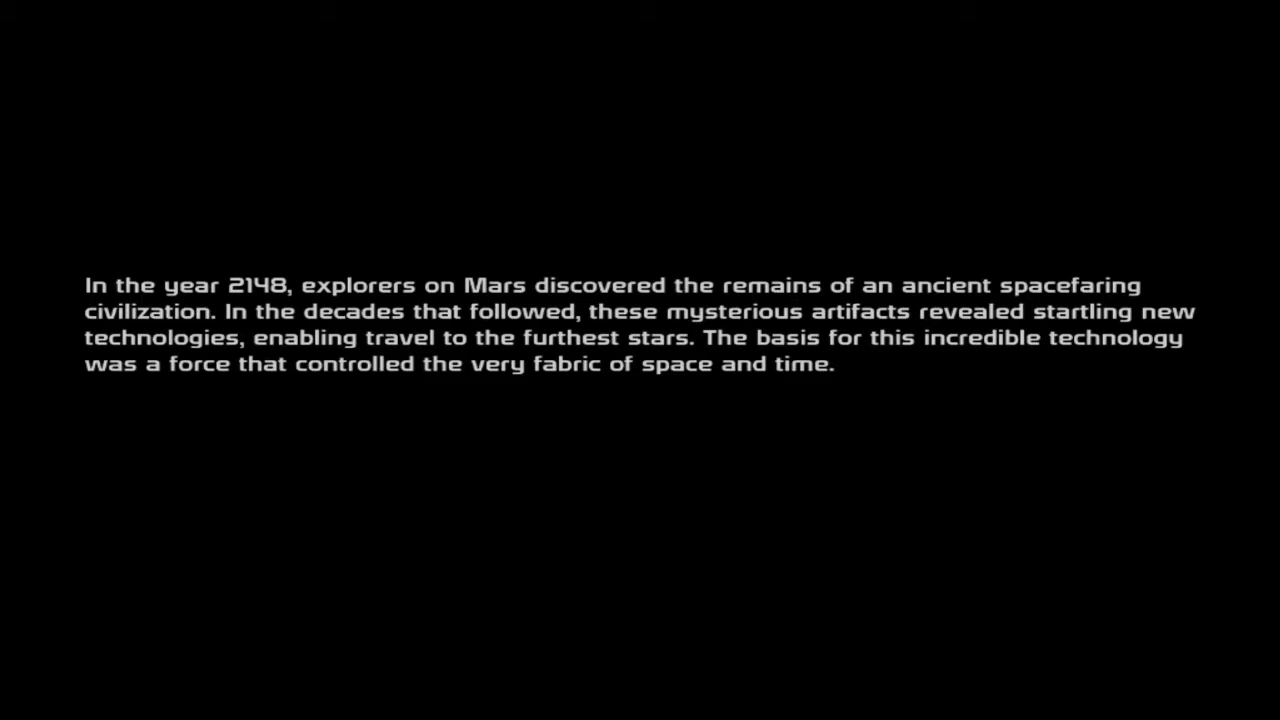 In the year 2148, explorers on Mars discovered the remains of an ancient spacefaring
civilization. In the decades that followed, these mysterious artifacts revealed startling new
technologies, enabling travel to the furthest stars. The basis for this incredible technology
was a force that controlled the very fabric of space and time.